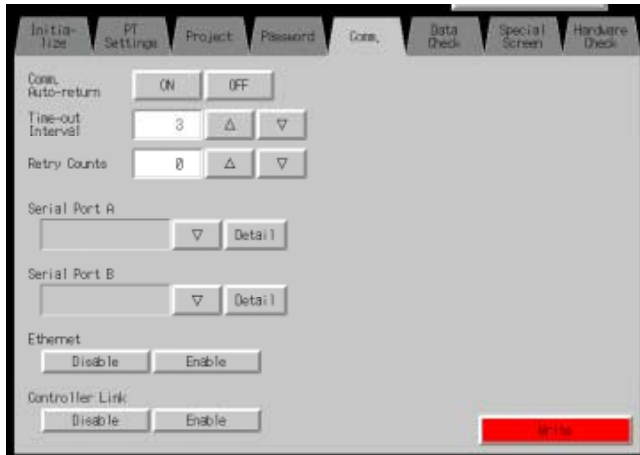 Initia-
lize
PT
Settings
Project
Password
Comm.
Data
Check
Special
Screen
Hardware
Check
Comm.
Auto-return
ON
OFF
Time-out
Interval
3
△
▽
Retry Counts
0
△
▽
Serial Port A
▽
Detail
Serial Port B
▽
Detail
Ethernet
Disable
Enable
Controller Link
Disable
Enable
Write